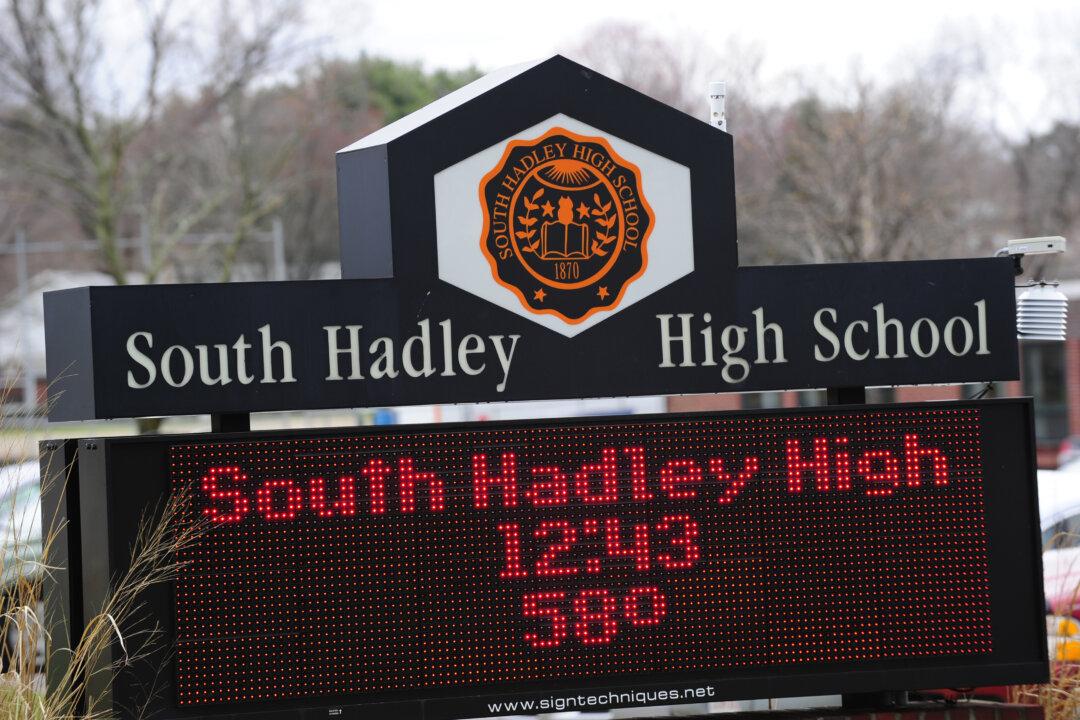 SOUTH HADLEY HIGH SCHOOL
1870
South Hadley High School
South Hadley High
12:43
58°
www.signtechniques.net